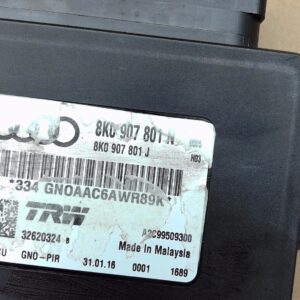 8K0 907 801 N
8K0 907 801 J
H03
*334 GN0AAC6AWR89K
TRW
32620324 B
A2C99509300
Made in Malaysia
GNO-PIR 31.01.16 0001 1689